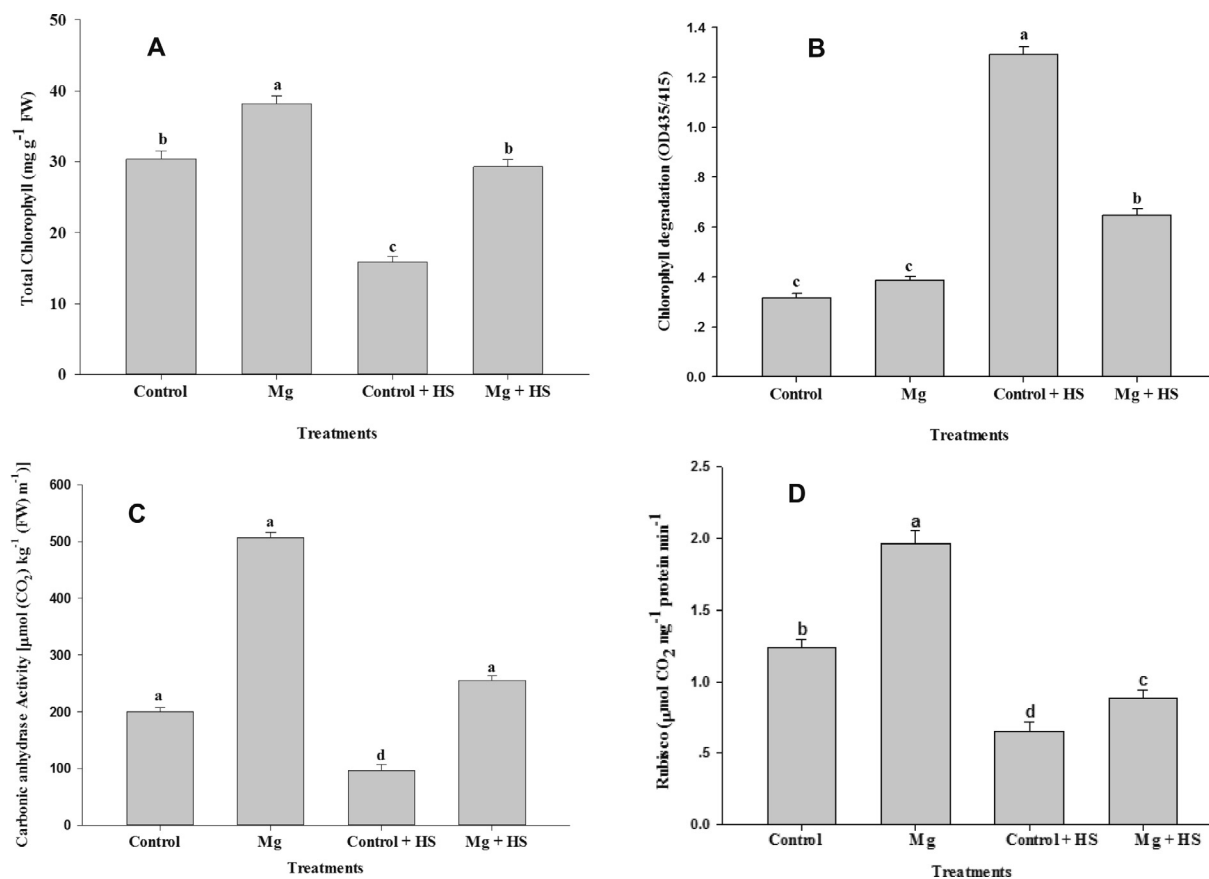 A
Total Chlorophyll (mg g-1 FW)
50
40
30
20
10
0
b
a
c
b
Control
Mg
Control + HS
Mg + HS
Treatments
B
Chlorophyll degradation (OD435/415)
1.4
1.2
1.0
.8
.6
.4
.2
0.0
c
c
a
b
Control
Mg
Control + HS
Mg + HS
Treatments
C
Carbonic anhydrase Activity [μmol (CO2) kg-1 (FW) m-1)]
600
500
400
300
200
100
0
a
a
d
a
Control
Mg
Control + HS
Mg + HS
Treatments
D
Rubisco (μmol CO2 mg-1 protein min-1
2.5
2.0
1.5
1.0
.5
0.0
b
a
d
c
Control
Mg
Control + HS
Mg + HS
Treatments